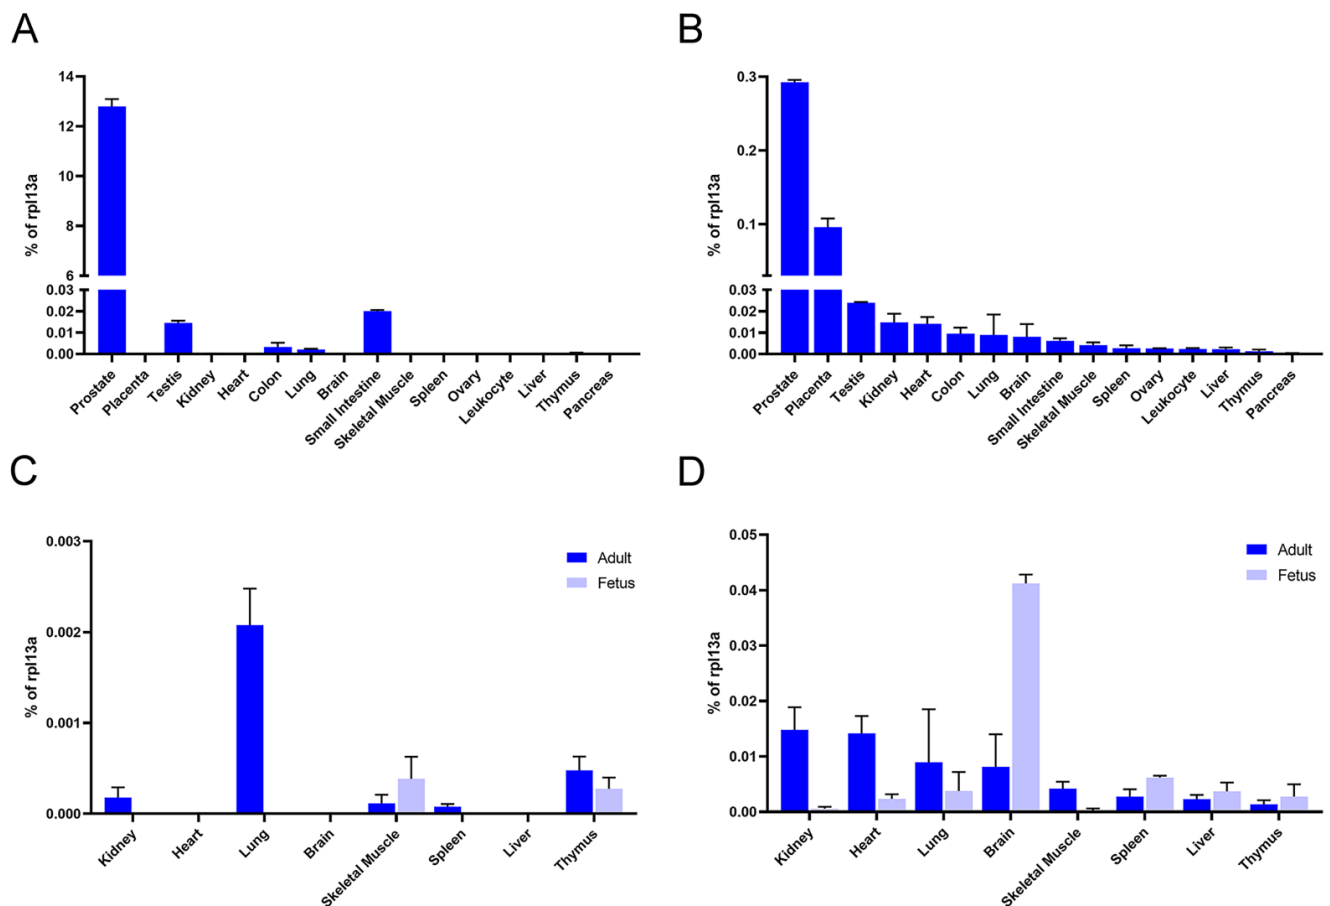 A
% of rpl13a
14
12
10
8
6
0.03
0.02
0.01
0.00
Prostate
Placenta
Testis
Kidney
Heart
Colon
Lung
Brain
Small Intestine
Skeletal Muscle
Spleen
Ovary
Leukocyte
Liver
Thymus
Pancreas
B
% of rpl13a
0.3
0.2
0.1
0.03
0.02
0.01
0.00
Prostate
Placenta
Testis
Kidney
Heart
Colon
Lung
Brain
Small Intestine
Skeletal Muscle
Spleen
Ovary
Leukocyte
Liver
Thymus
Pancreas
C
% of rpl13a
0.003
0.002
0.001
0.000
Adult
Fetus
Kidney
Heart
Lung
Brain
Skeletal Muscle
Spleen
Liver
Thymus
D
% of rpl13a
0.05
0.04
0.03
0.02
0.01
0.00
Adult
Fetus
Kidney
Heart
Lung
Brain
Skeletal Muscle
Spleen
Liver
Thymus